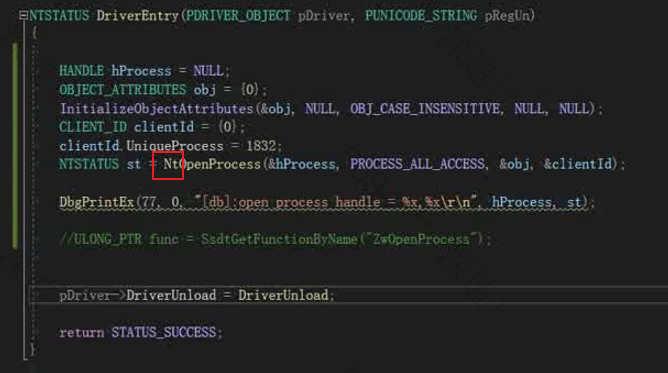 NTSTATUS DriverEntry(PDRIVER_OBJECT pDriver, PUNICODE_STRING pRegUn)
{
HANDLE hProcess = NULL;
OBJECT_ATTRIBUTES obj = {0};
InitializeObjectAttributes(&obj, NULL, OBJ_CASE_INSENSITIVE, NULL, NULL);
CLIENT_ID clientId = {0};
clientId.UniqueProcess = 1832;
NTSTATUS st = NtOpenProcess(&hProcess, PROCESS_ALL_ACCESS, &obj, &clientId);
DbgPrintEx(77, 0, "[db]:open process handle = %x,%x\r\n", hProcess, st);
//ULONG_PTR func = SsdtGetFunctionByName("ZwOpenProcess");
pDriver->DriverUnload = DriverUnload;
return STATUS_SUCCESS;
}